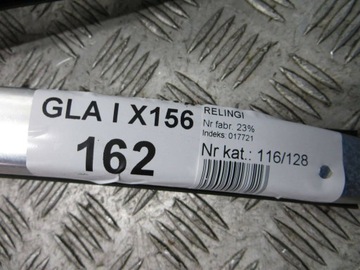 GLA I X156
162
RELINGI
Nr fabr. 23%
Indeks: 017721
Nr kat.: 116/128